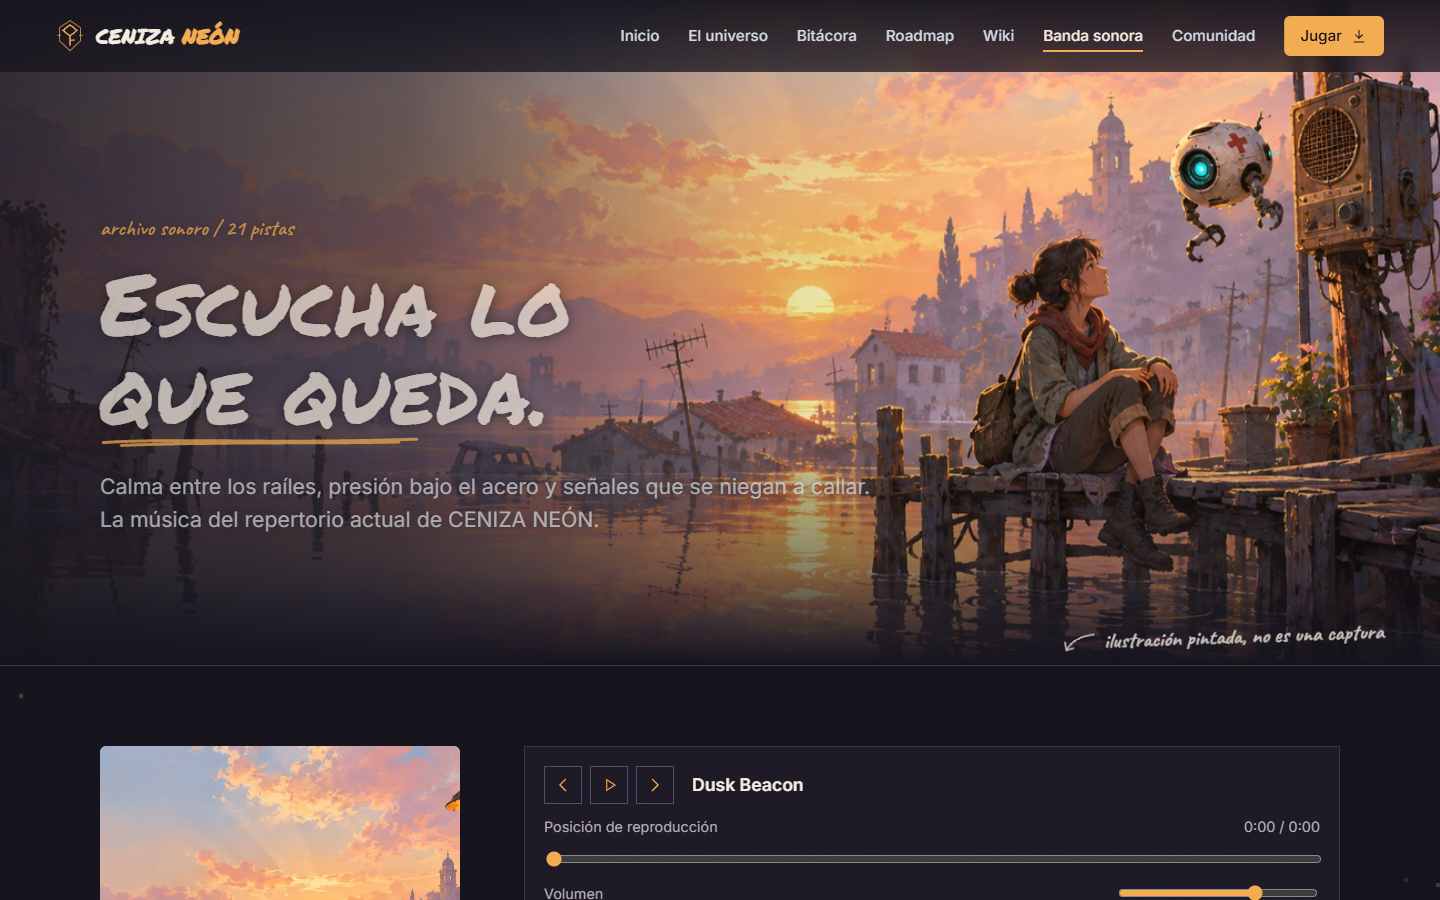 CENIZA NEÓN
Inicio
El universo
Bitácora
Roadmap
Wiki
Banda sonora
Comunidad
Jugar
archivo sonoro / 21 pistas
ESCUCHA LO
QUE QUEDA.
Calma entre los raíles, presión bajo el acero y señales que se niegan a callar.
La música del repertorio actual de CENIZA NEÓN.
ilustración pintada, no es una captura
Dusk Beacon
Posición de reproducción
0:00 / 0:00
Volumen